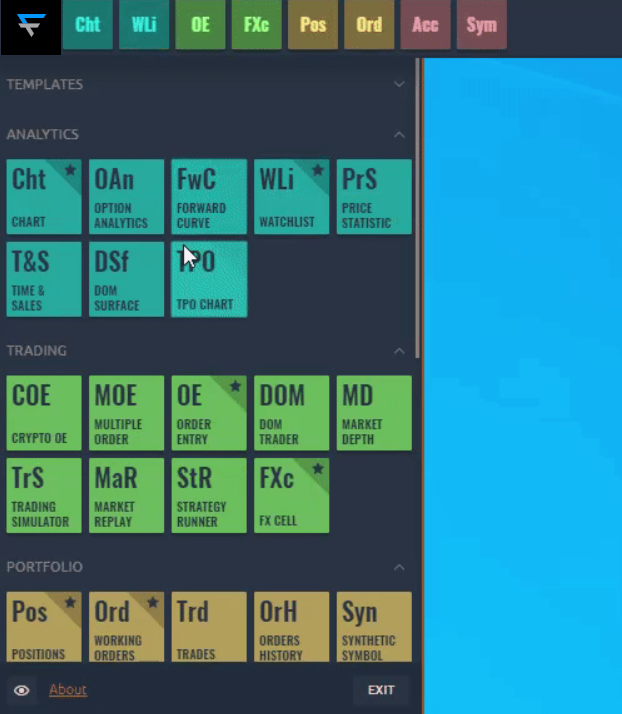 Cht WLi OE FXc Pos Ord Acc Sym
TEMPLATES
ANALYTICS
Cht OAn FwC WLi PrS
CHART OPTION ANALYTICS FORWARD CURVE WATCHLIST PRICE STATISTIC
T&S DSf TPO
TIME & SALES DOM SURFACE TPO CHART
TRADING
COE MOE OE DOM MD
CRYPTO OE MULTIPLE ORDER ORDER ENTRY DOM TRADER MARKET DEPTH
TrS MaR StR FXc
TRADING SIMULATOR MARKET REPLAY STRATEGY RUNNER FX CELL
PORTFOLIO
Pos Ord Trd OrH Syn
POSITIONS WORKING ORDERS TRADES ORDERS HISTORY SYNTHETIC SYMBOL
About EXIT